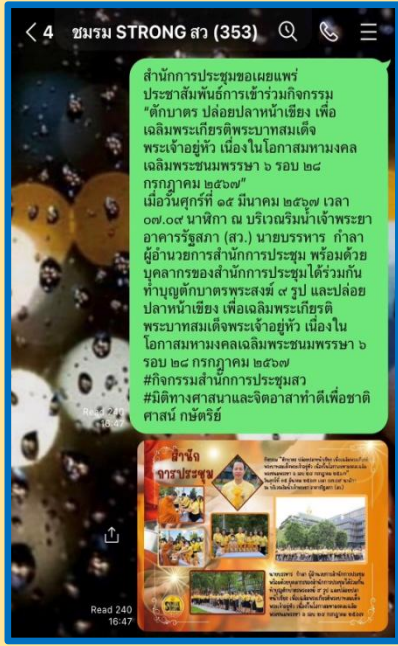 4 ชมรม STRONG สว (353)
สำนักการประชุมขอเผยแพร่
ประชาสัมพันธ์การเข้าร่วมกิจกรรม
"ตักบาตร ปล่อยปลาหน้าเขียง เพื่อ
เฉลิมพระเกียรติพระบาทสมเด็จ
พระเจ้าอยู่หัว เนื่องในโอกาสมหามงคล
เฉลิมพระชนมพรรษา ๖ รอบ ๒๘
กรกฎาคม ๒๕๖๗"
เมื่อวันศุกร์ที่ ๑๕ มีนาคม ๒๕๖๗ เวลา
๐๗.๐๙ นาฬิกา ณ บริเวณริมน้ำเจ้าพระยา
อาคารรัฐสภา (สว.) นายบรรหาร กำลา
ผู้อำนวยการสำนักการประชุม พร้อมด้วย
บุคลากรของสำนักการประชุมได้ร่วมกัน
ทำบุญตักบาตรพระสงฆ์ ๙ รูป และปล่อย
ปลาหน้าเขียง เพื่อเฉลิมพระเกียรติ
พระบาทสมเด็จพระเจ้าอยู่หัว เนื่องใน
โอกาสมหามงคลเฉลิมพระชนมพรรษา ๖
รอบ ๒๘ กรกฎาคม ๒๕๖๗
#กิจกรรมสำนักการประชุมสว
#มิติทางศาสนาและจิตอาสาทำดีเพื่อชาติ
ศาสน์ กษัตริย์
Read 240
16:47
สำนัก
การประชุม
Read 240
16:47